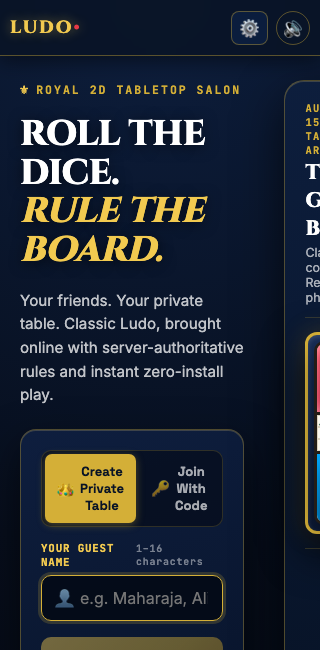 LUDO
ROYAL 2D TABLETOP SALON
ROLL THE
DICE.
RULE THE
BOARD.
Your friends. Your private
table. Classic Ludo, brought
online with server-authoritative
rules and instant zero-install
play.
Create
Private
Table
Join
With
Code
YOUR GUEST
NAME
1–16
characters
e.g. Maharaja, Al